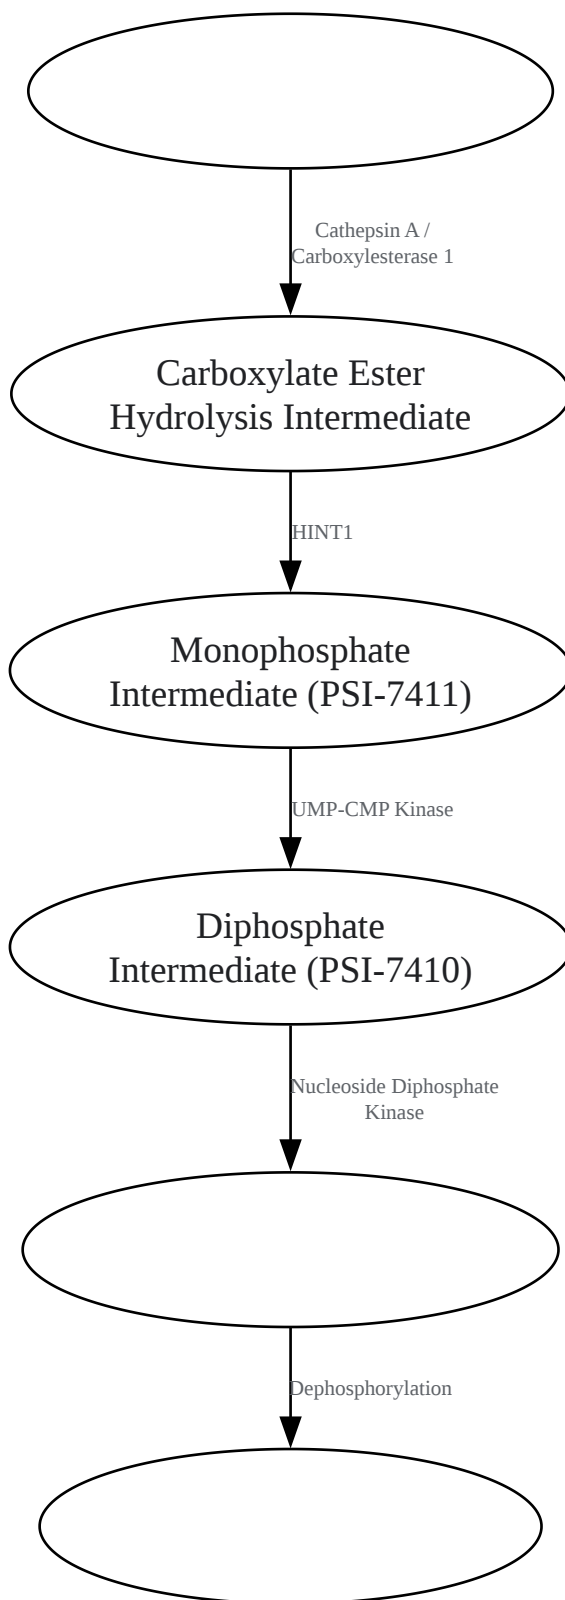 Cathepsin A /
Carboxylesterase 1
Carboxylate Ester
Hydrolysis Intermediate
HINT1
Monophosphate
Intermediate (PSI-7411)
UMP-CMP Kinase
Diphosphate
Intermediate (PSI-7410)
Nucleoside Diphosphate
Kinase
Dephosphorylation